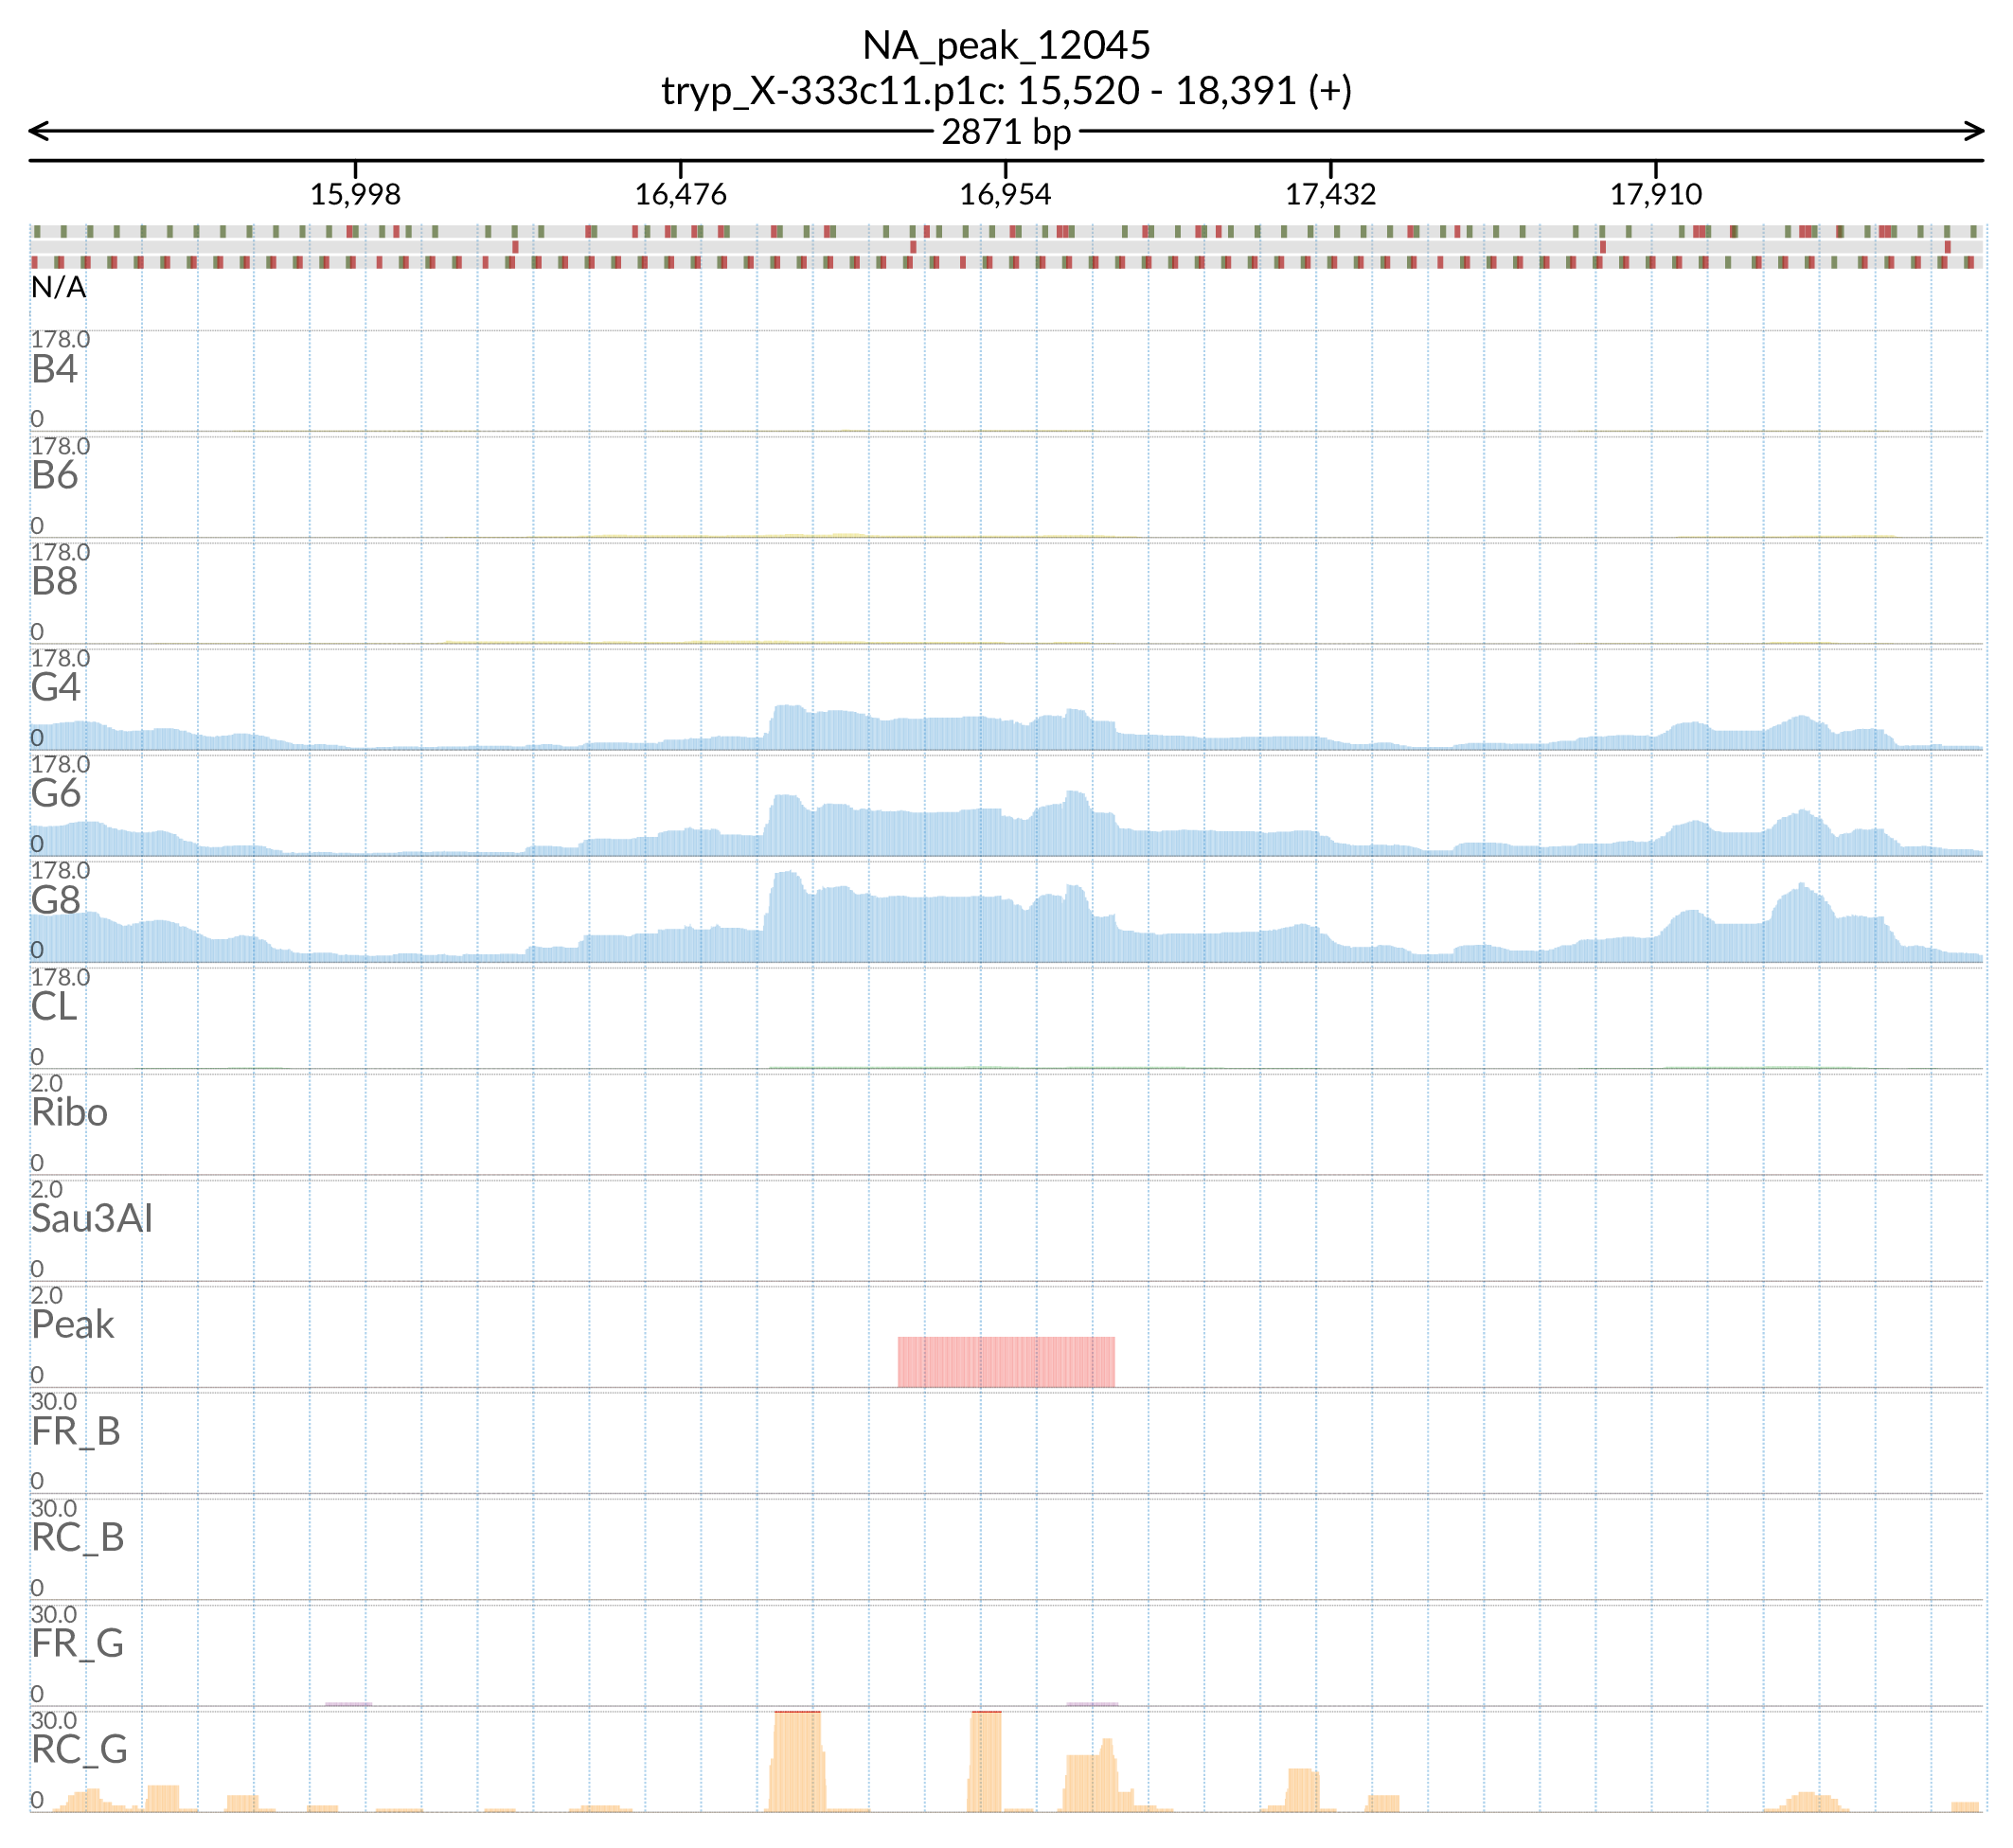 NA_peak_12045
tryp_X-333c11.p1c: 15,520 - 18,391 (+)
2871 bp
15,998 16,476 16,954 17,432 17,910
N/A
178.0
B4
0
178.0
B6
0
178.0
B8
0
178.0
G4
0
178.0
G6
0
178.0
G8
0
178.0
CL
0
2.0
Ribo
0
2.0
Sau3AI
0
2.0
Peak
0
30.0
FR_B
0
30.0
RC_B
0
30.0
FR_G
0
30.0
RC_G
0